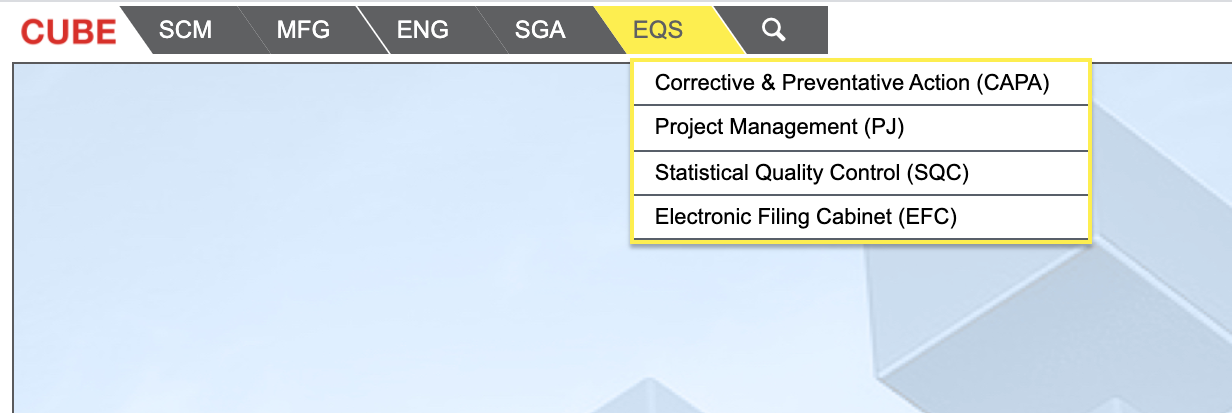 CUBE SCM MFG ENG SGA EQS
Corrective & Preventative Action (CAPA)
Project Management (PJ)
Statistical Quality Control (SQC)
Electronic Filing Cabinet (EFC)